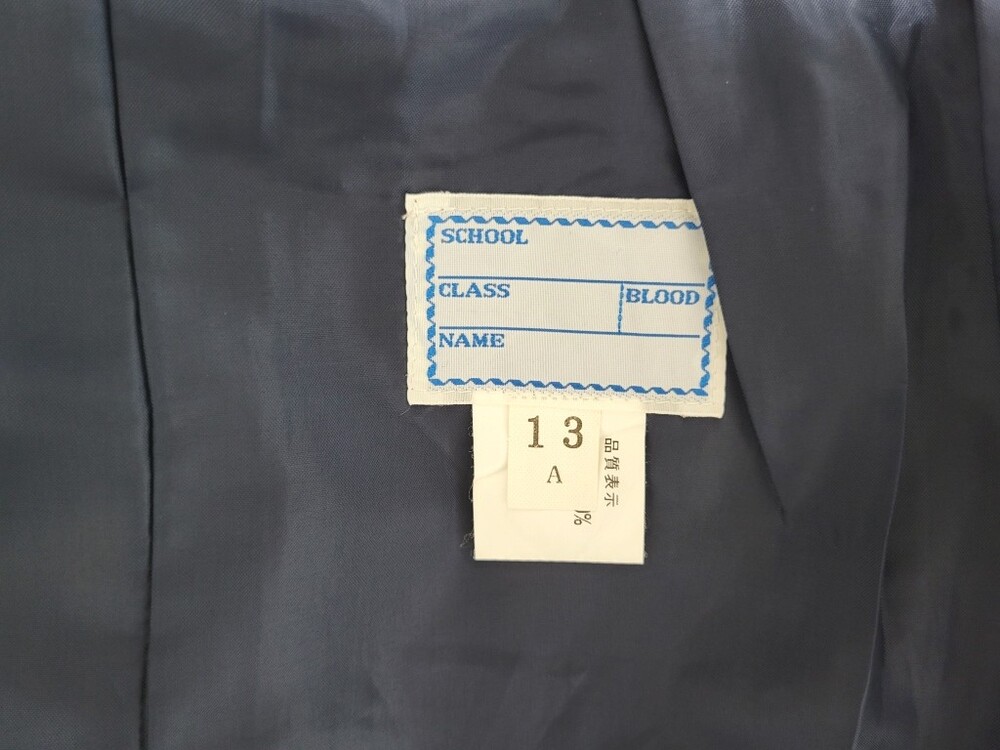 SCHOOL
CLASS BLOOD
NAME
13
A
品質表示
%